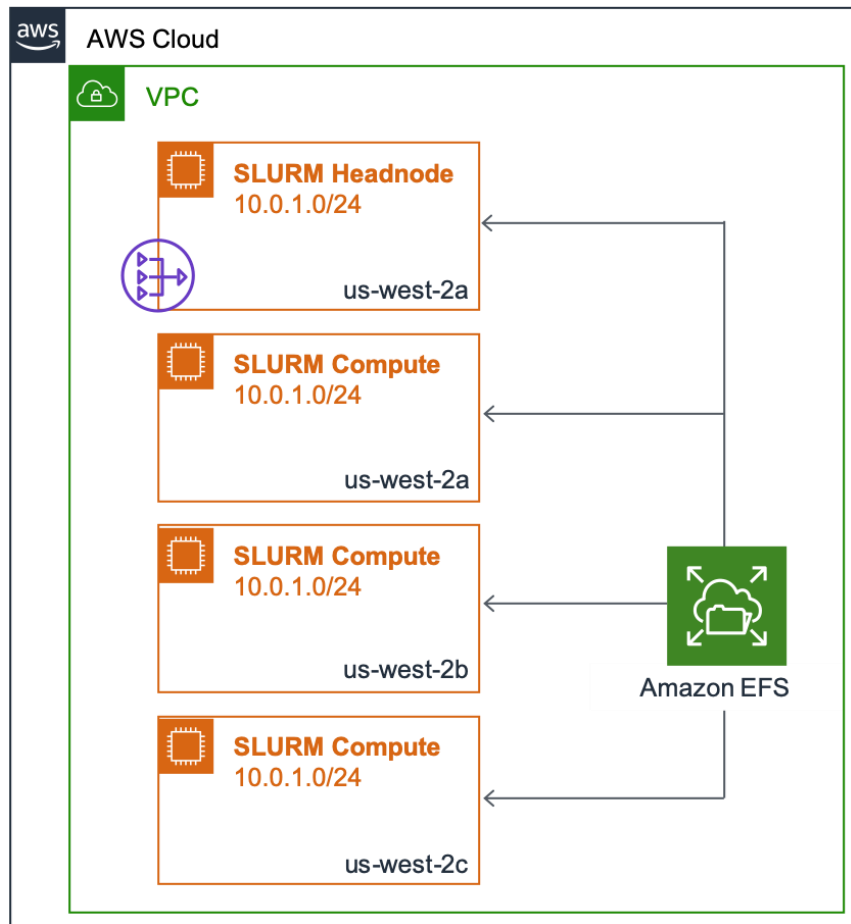 aws
AWS Cloud
VPC
SLURM Headnode
10.0.1.0/24
us-west-2a
SLURM Compute
10.0.1.0/24
us-west-2a
SLURM Compute
10.0.1.0/24
us-west-2b
Amazon EFS
SLURM Compute
10.0.1.0/24
us-west-2c